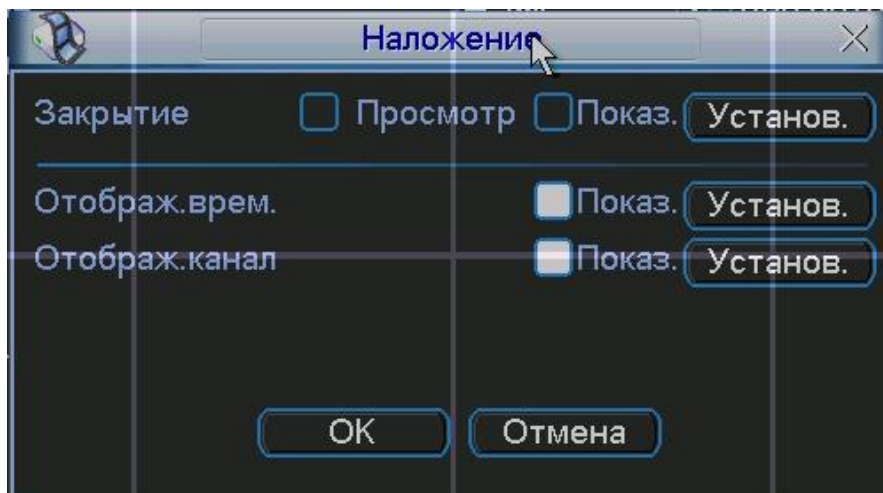 Наложение
Закрытие Просмотр Показ. Установ.
Отображ.врем. Показ. Установ.
Отображ.канал Показ. Установ.
OK Отмена